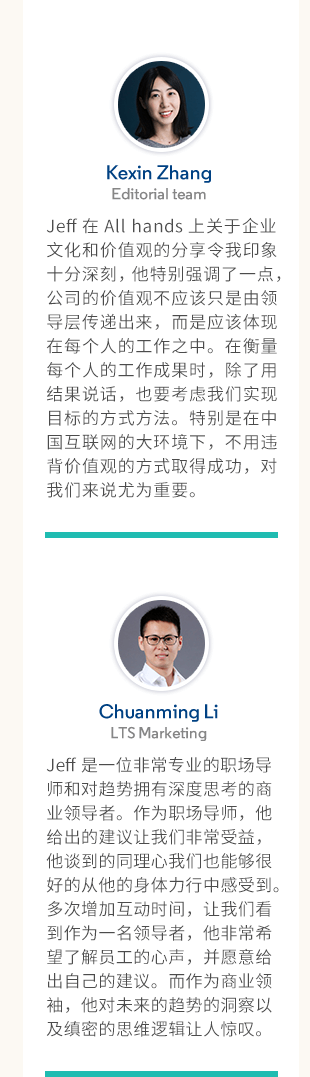 Kexin Zhang
Editorial team
Jeff 在 All hands 上关于企业
文化和价值观的分享令我印象
十分深刻，他特别强调了一点，
公司的价值观不应该只是由领
导层传递出来，而是应该体现
在每个人的工作之中。在衡量
每个人的工作成果时，除了用
结果说话，也要考虑我们实现
目标的方式方法。特别是在中
国互联网的大环境下，不用违
背价值观的方式取得成功，对
我们来说尤为重要。
Chuanming Li
LTS Marketing
Jeff 是一位非常专业的职场导
师和对趋势拥有深度思考的商
业领导者。作为职场导师，他
给出的建议让我们非常受益，
他谈到的同理心我们也能够很
好的从他的身体力行中感受到。
多次增加互动时间，让我们看
到作为一名领导者，他非常希
望了解员工的心声，并愿意给
出自己的建议。而作为商业领
袖，他对未来的趋势的洞察以
及缜密的思维逻辑让人惊叹。